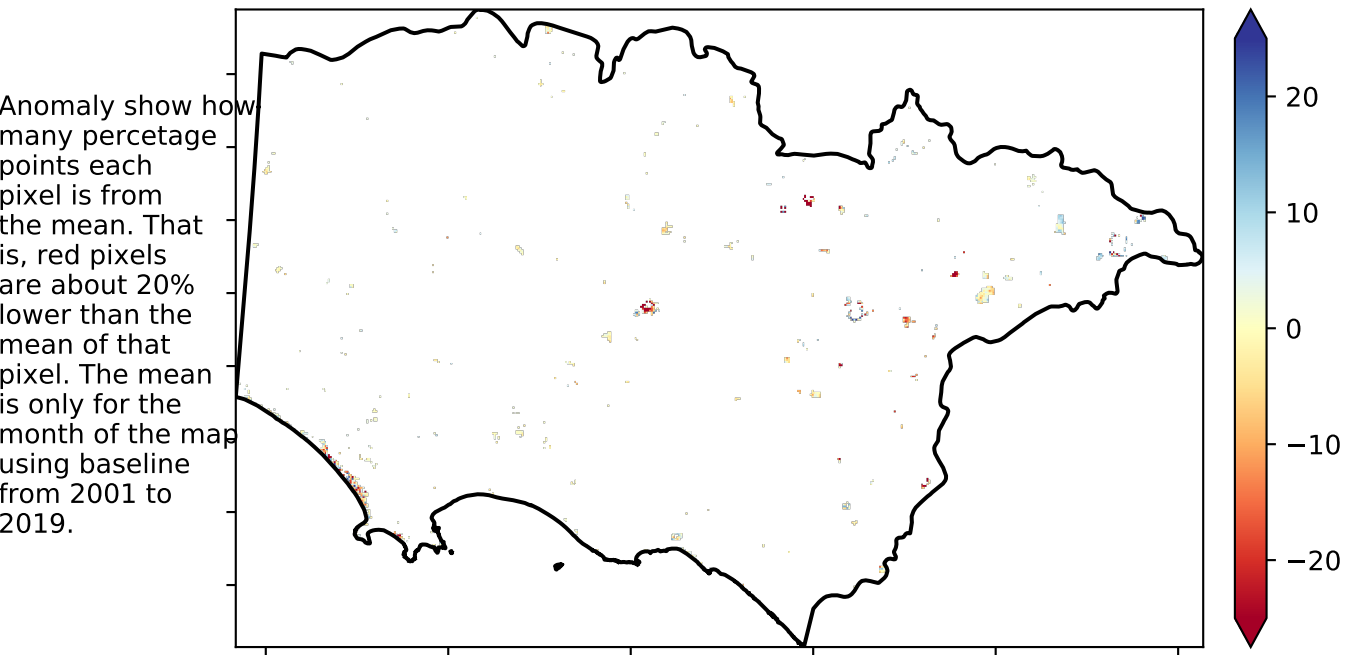 Anomaly show how
many percetage
points each
pixel is from
the mean. That
is, red pixels
are about 20%
lower than the
mean of that
pixel. The mean
is only for the
month of the map
using baseline
from 2001 to
2019.
20
10
0
−10
−20